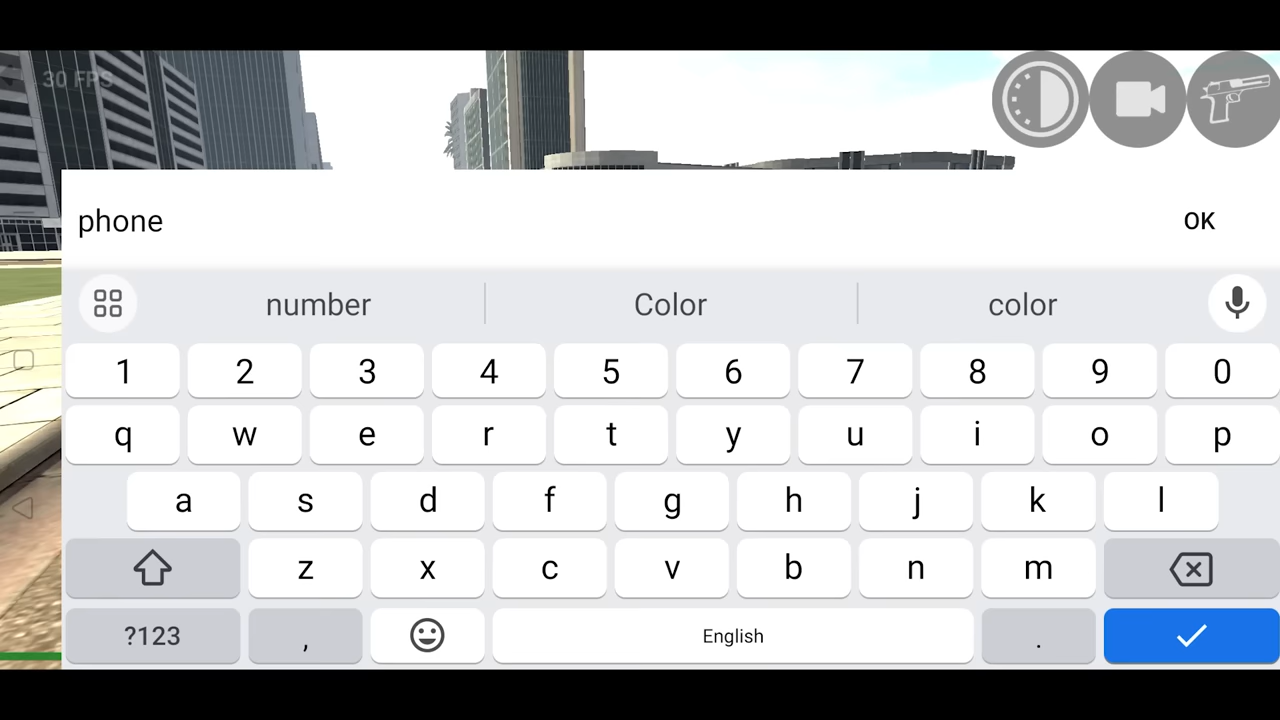 30 FPS
phone
OK
number Color color
1 2 3 4 5 6 7 8 9 0
q w e r t y u i o p
a s d f g h j k l
z x c v b n m
?123 , English .